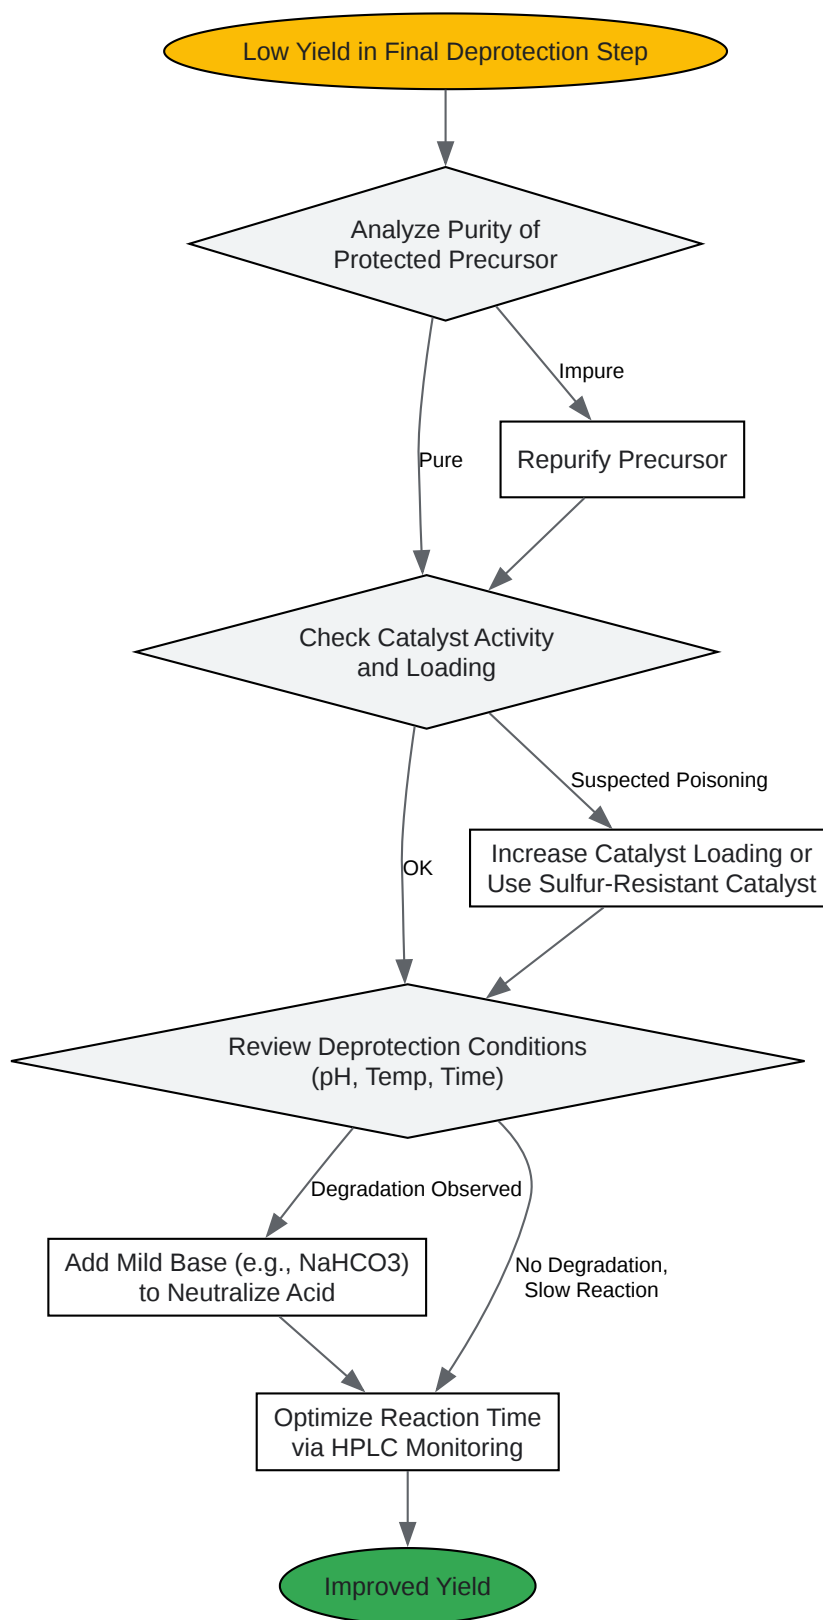 Low Yield in Final Deprotection Step
Analyze Purity of
Protected Precursor
Impure
Pure
Repurify Precursor
Check Catalyst Activity
and Loading
Suspected Poisoning
OK
Increase Catalyst Loading or
Use Sulfur-Resistant Catalyst
Review Deprotection Conditions
(pH, Temp, Time)
Degradation Observed
Add Mild Base (e.g., NaHCO3)
to Neutralize Acid
No Degradation,
Slow Reaction
Optimize Reaction Time
via HPLC Monitoring
Improved Yield